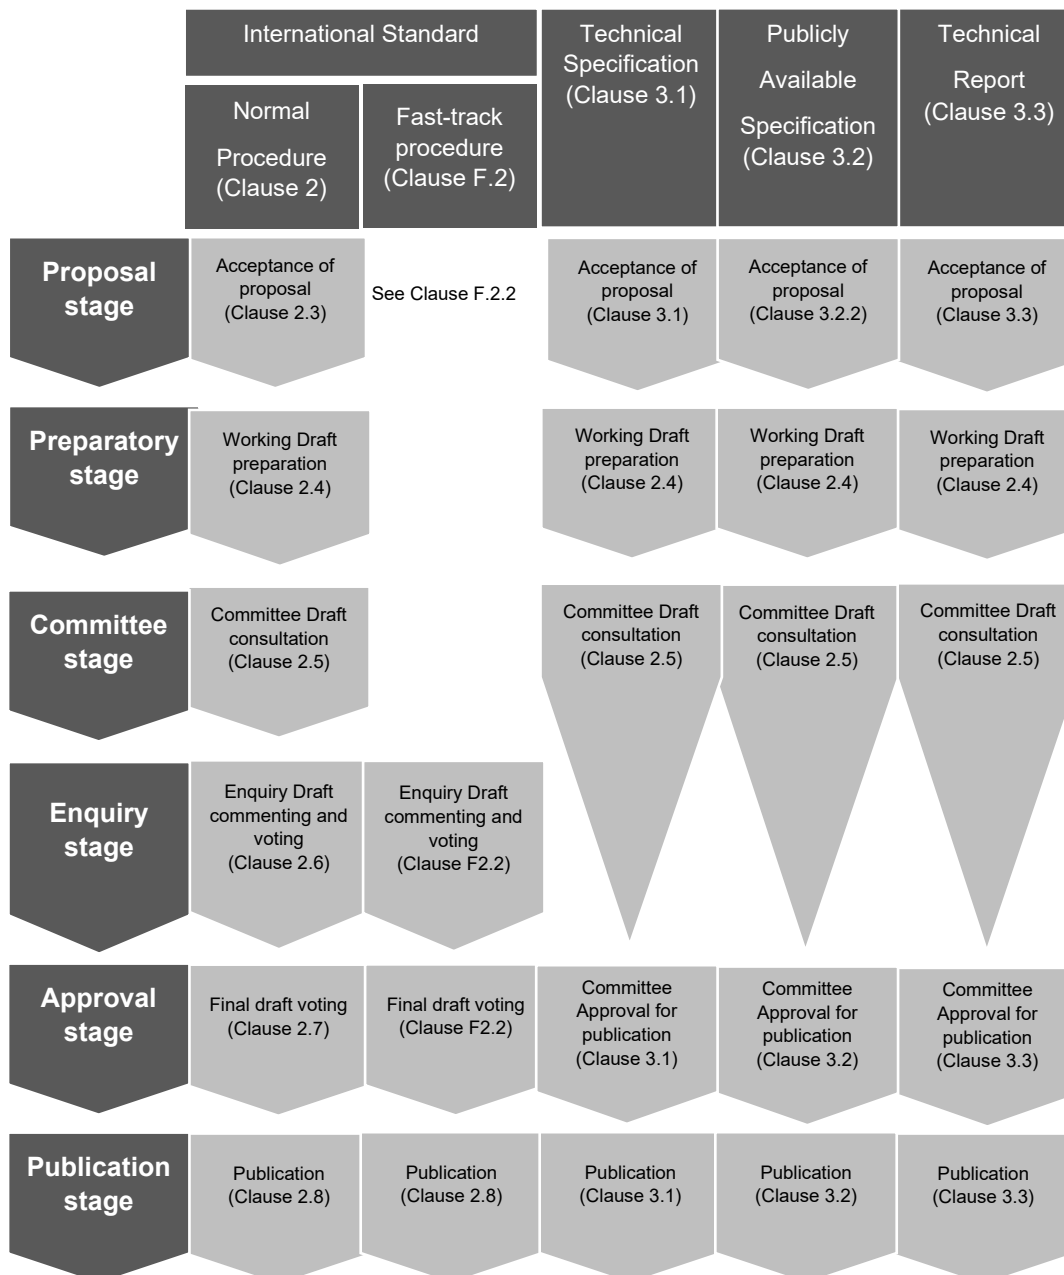 International Standard
Normal
Procedure
(Clause 2)
Fast-track
procedure
(Clause F.2)
Technical
Specification
(Clause 3.1)
Publicly
Available
Specification
(Clause 3.2)
Technical
Report
(Clause 3.3)
Proposal
stage
Acceptance of
proposal
(Clause 2.3)
See Clause F.2.2
Acceptance of
proposal
(Clause 3.1)
Acceptance of
proposal
(Clause 3.2.2)
Acceptance of
proposal
(Clause 3.3)
Preparatory
stage
Working Draft
preparation
(Clause 2.4)
Working Draft
preparation
(Clause 2.4)
Working Draft
preparation
(Clause 2.4)
Working Draft
preparation
(Clause 2.4)
Committee
stage
Committee Draft
consultation
(Clause 2.5)
Committee Draft
consultation
(Clause 2.5)
Committee Draft
consultation
(Clause 2.5)
Committee Draft
consultation
(Clause 2.5)
Enquiry
stage
Enquiry Draft
commenting and
voting
(Clause 2.6)
Enquiry Draft
commenting and
voting
(Clause F2.2)
Approval
stage
Final draft voting
(Clause 2.7)
Final draft voting
(Clause F2.2)
Committee
Approval for
publication
(Clause 3.1)
Committee
Approval for
publication
(Clause 3.2)
Committee
Approval for
publication
(Clause 3.3)
Publication
stage
Publication
(Clause 2.8)
Publication
(Clause 2.8)
Publication
(Clause 3.1)
Publication
(Clause 3.2)
Publication
(Clause 3.3)